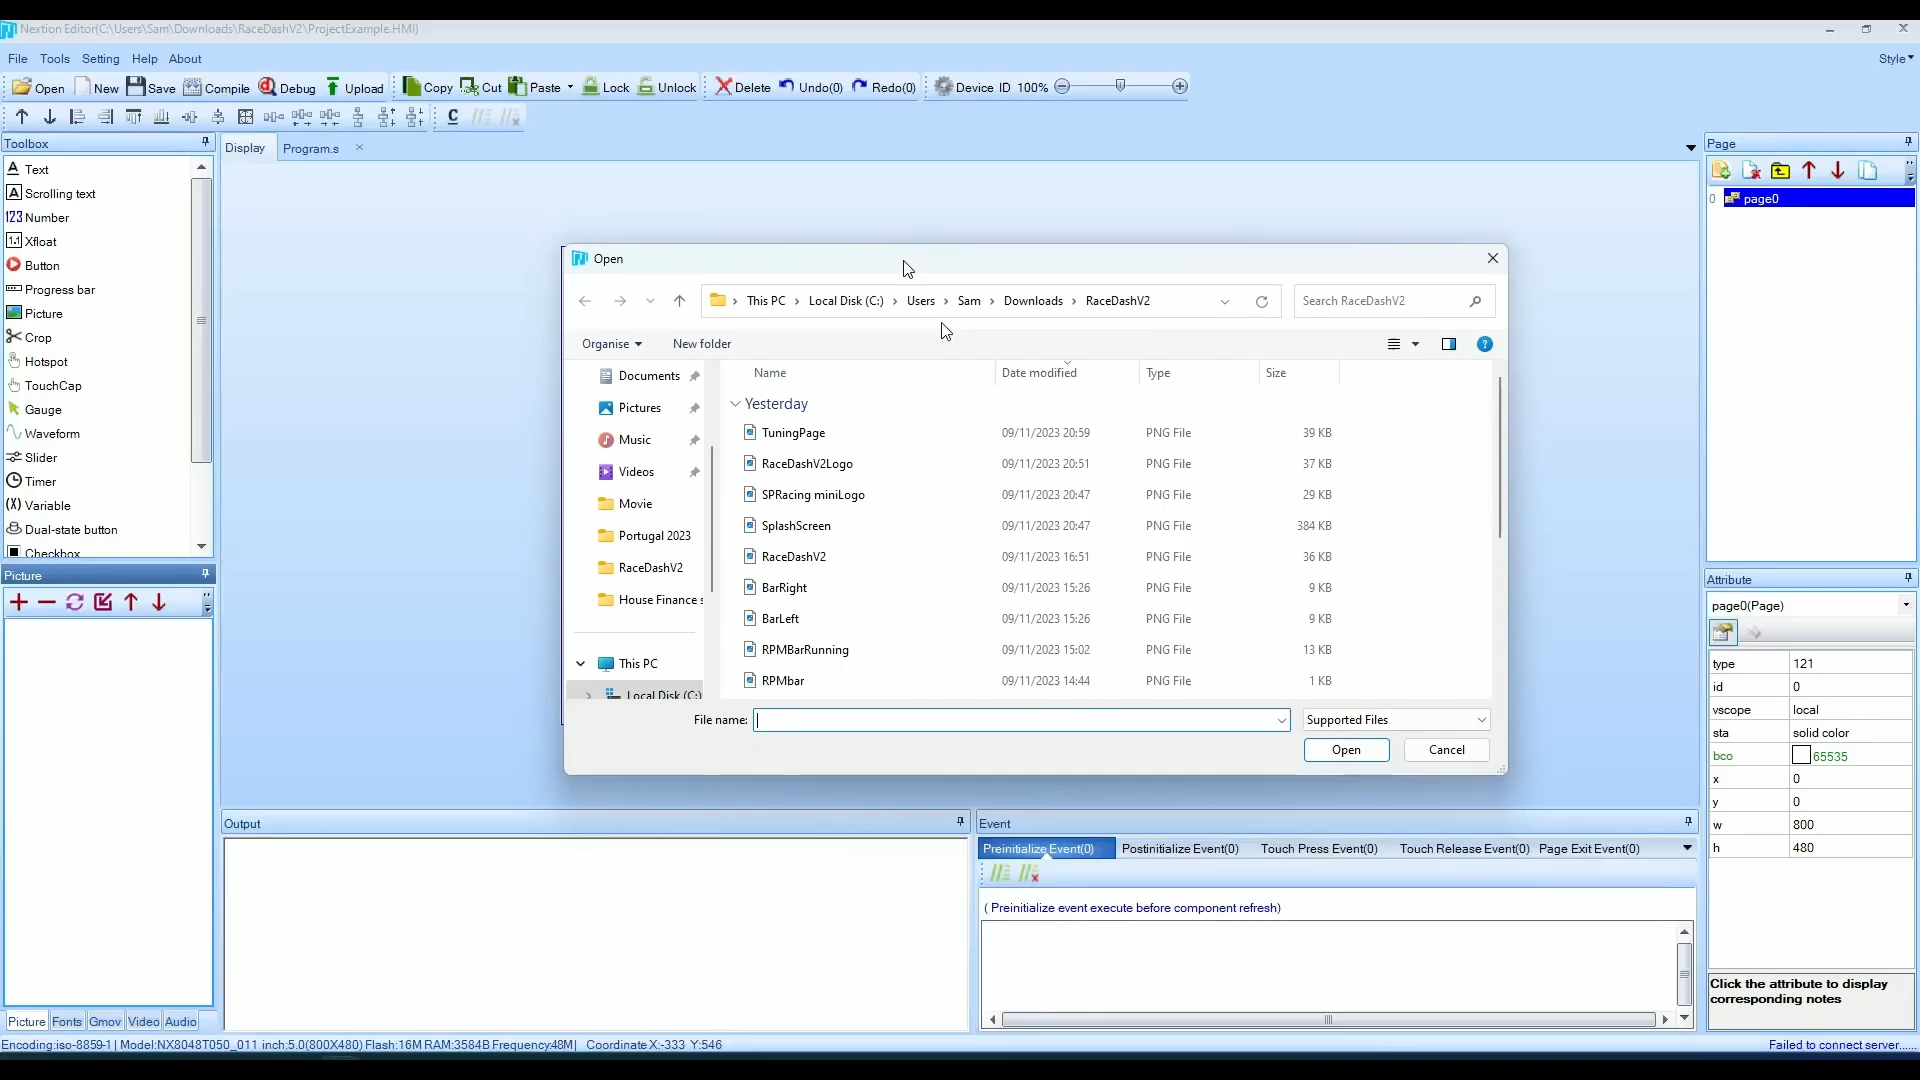 Nextion Editor(C:\Users\Sam\Downloads\RaceDashV2\ProjectExample.HMI)
File Tools Setting Help About Style
Open New Save Compile Debug Upload Copy Cut Paste Lock Unlock Delete Undo(0) Redo(0) Device ID 100%
C
Toolbox
Text
Scrolling text
Number
Xfloat
Button
Progress bar
Picture
Crop
Hotspot
TouchCap
Gauge
Waveform
Slider
Timer
Variable
Dual-state button
Checkbox
Picture
Picture Fonts Gmov Video Audio
Display Program.s
Open
This PC > Local Disk (C:) > Users > Sam > Downloads > RaceDashV2
Search RaceDashV2
Organise New folder
Documents
Pictures
Music
Videos
Movie
Portugal 2023
RaceDashV2
House Finance s
This PC
Local Disk (C:)
Name Date modified Type Size
Yesterday
TuningPage 09/11/2023 20:59 PNG File 39 KB
RaceDashV2Logo 09/11/2023 20:51 PNG File 37 KB
SPRacing miniLogo 09/11/2023 20:47 PNG File 29 KB
SplashScreen 09/11/2023 20:47 PNG File 384 KB
RaceDashV2 09/11/2023 16:51 PNG File 36 KB
BarRight 09/11/2023 15:26 PNG File 9 KB
BarLeft 09/11/2023 15:26 PNG File 9 KB
RPMBarRunning 09/11/2023 15:02 PNG File 13 KB
RPMbar 09/11/2023 14:44 PNG File 1 KB
File name: Supported Files
Open Cancel
Output
Event
Preinitialize Event(0) Postinitialize Event(0) Touch Press Event(0) Touch Release Event(0) Page Exit Event(0)
( Preinitialize event execute before component refresh)
Page
0 page0
Attribute
page0(Page)
type 121
id 0
vscope local
sta solid color
bco 65535
x 0
y 0
w 800
h 480
Click the attribute to display
corresponding notes
Encoding:iso-8859-1 | Model:NX8048T050_011 inch:5.0(800X480) Flash:16M RAM:3584B Frequency:48M | Coordinate X:-333 Y:546
Failed to connect server......